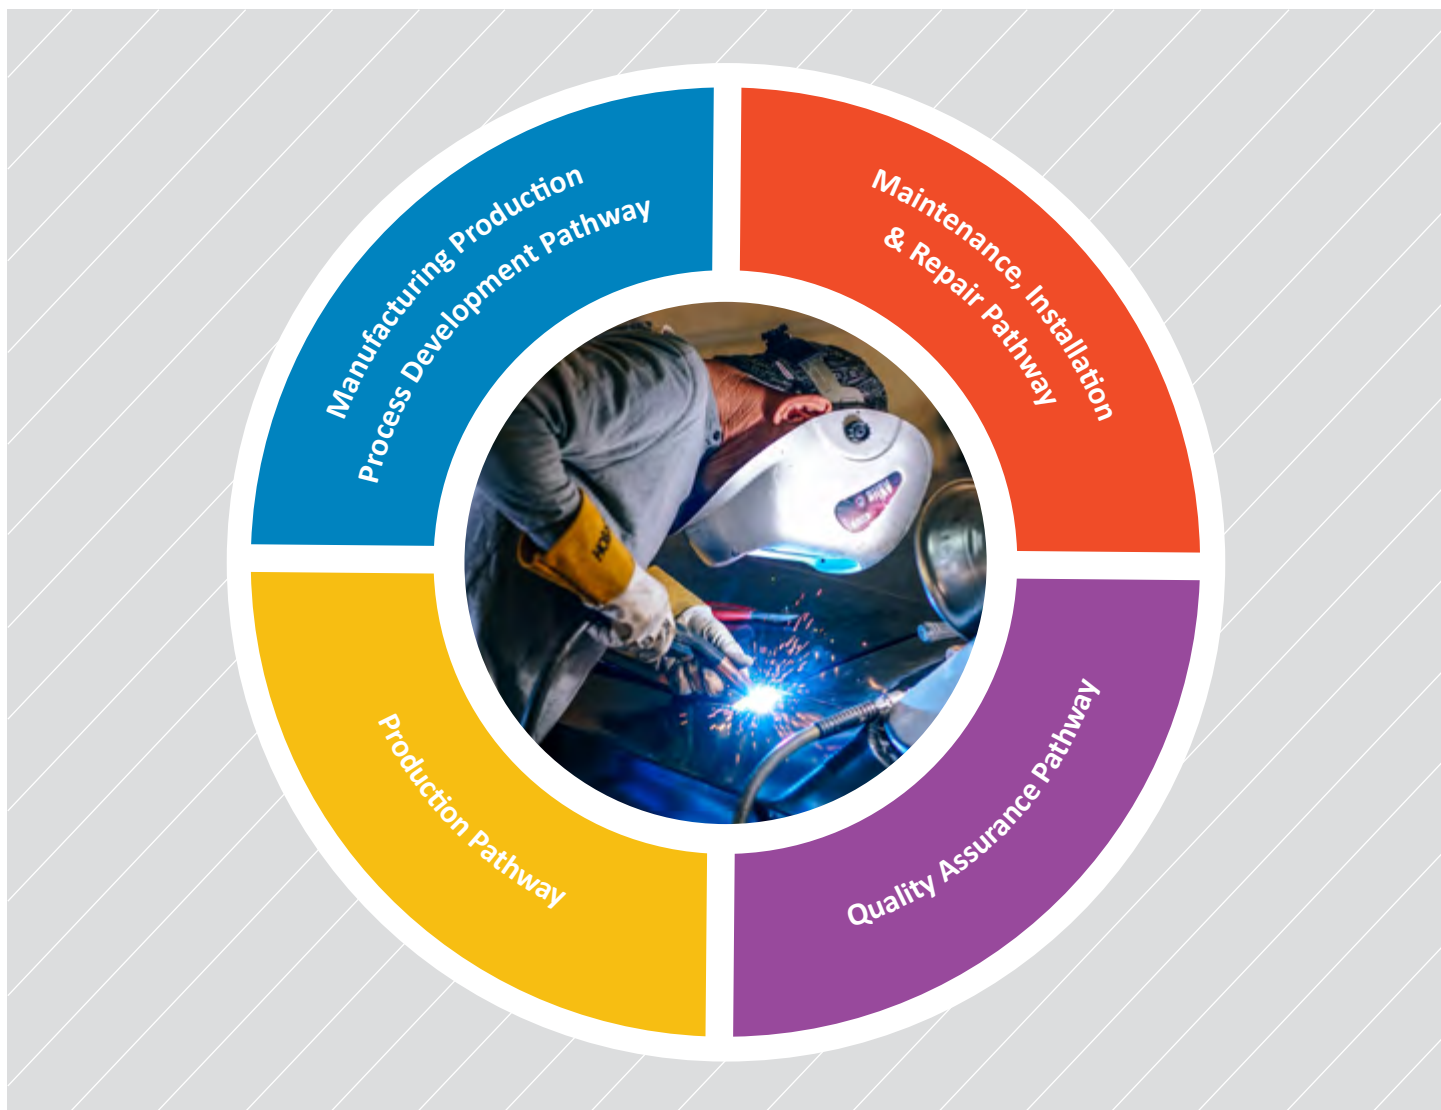 Manufacturing Production
Process Development Pathway
Maintenance, Installation
& Repair Pathway
Production Pathway
Quality Assurance Pathway